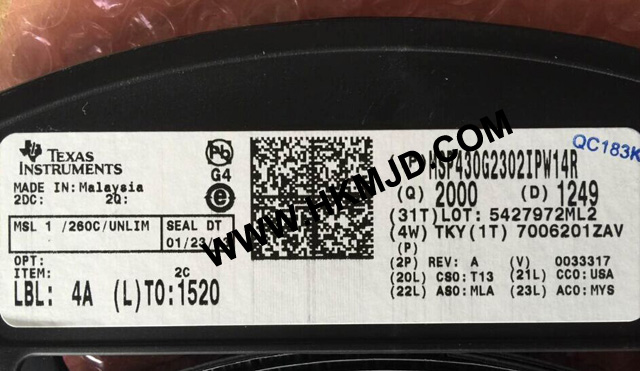 TEXAS
INSTRUMENTS
MADE IN: Malaysia
2DC: 2Q:
MSL 1 /260C/UNLIM
SEAL DT
01/23/
OPT:
ITEM:
2C
LBL: 4A (L)TO:1520
Pb
G4
e
MSP430G2302IPW14R
(Q) 2000 (D) 1249
(31T)LOT: 5427972ML2
(4W) TKY(1T) 7006201ZAV
(P)
(2P) REV: A (V) 0033317
(20L) CSO:T13 (21L) CCO:USA
(22L) ASO:MLA (23L) ACO:MYS
QC183K
WWW.HKMJD.COM